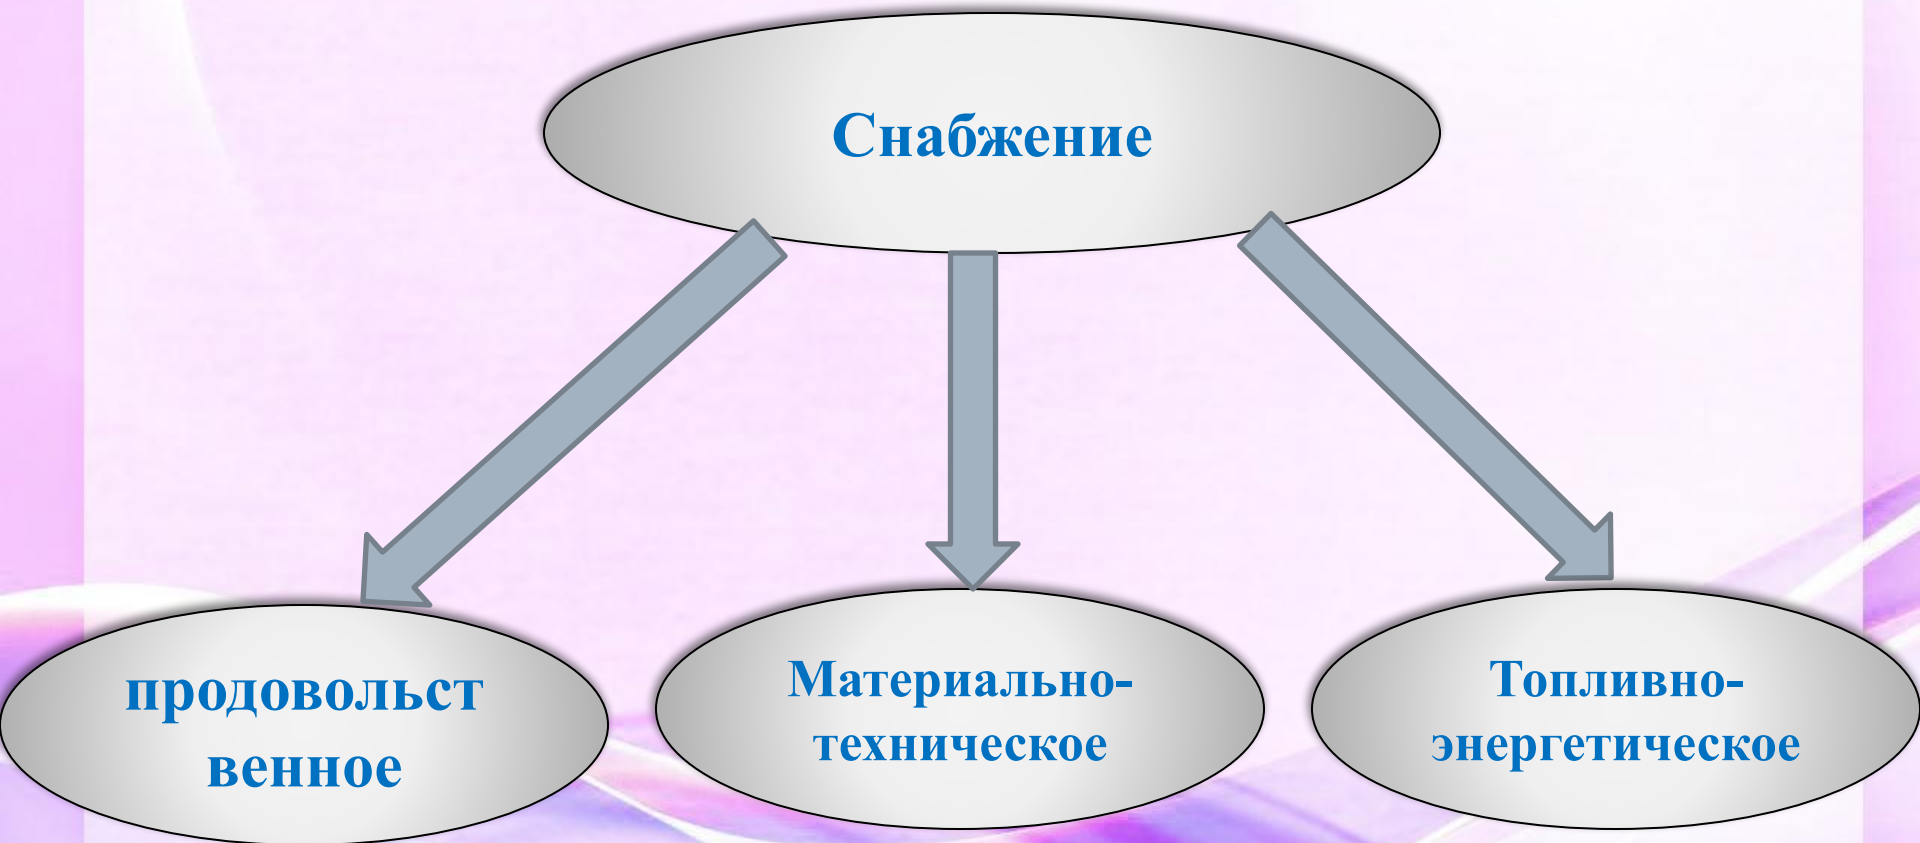 Снабжение
продовольст
венное
Материально-
техническое
Топливно-
энергетическое